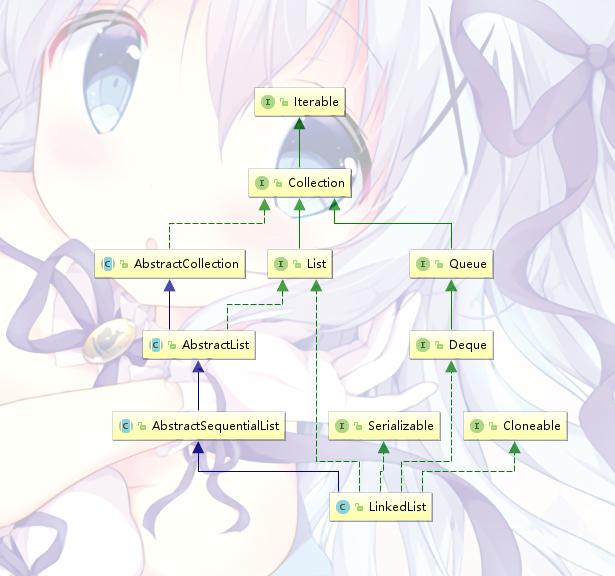 I Iterable
I Collection
C AbstractCollection
I List
I Queue
C AbstractList
I Deque
C AbstractSequentialList
I Serializable
I Cloneable
C LinkedList